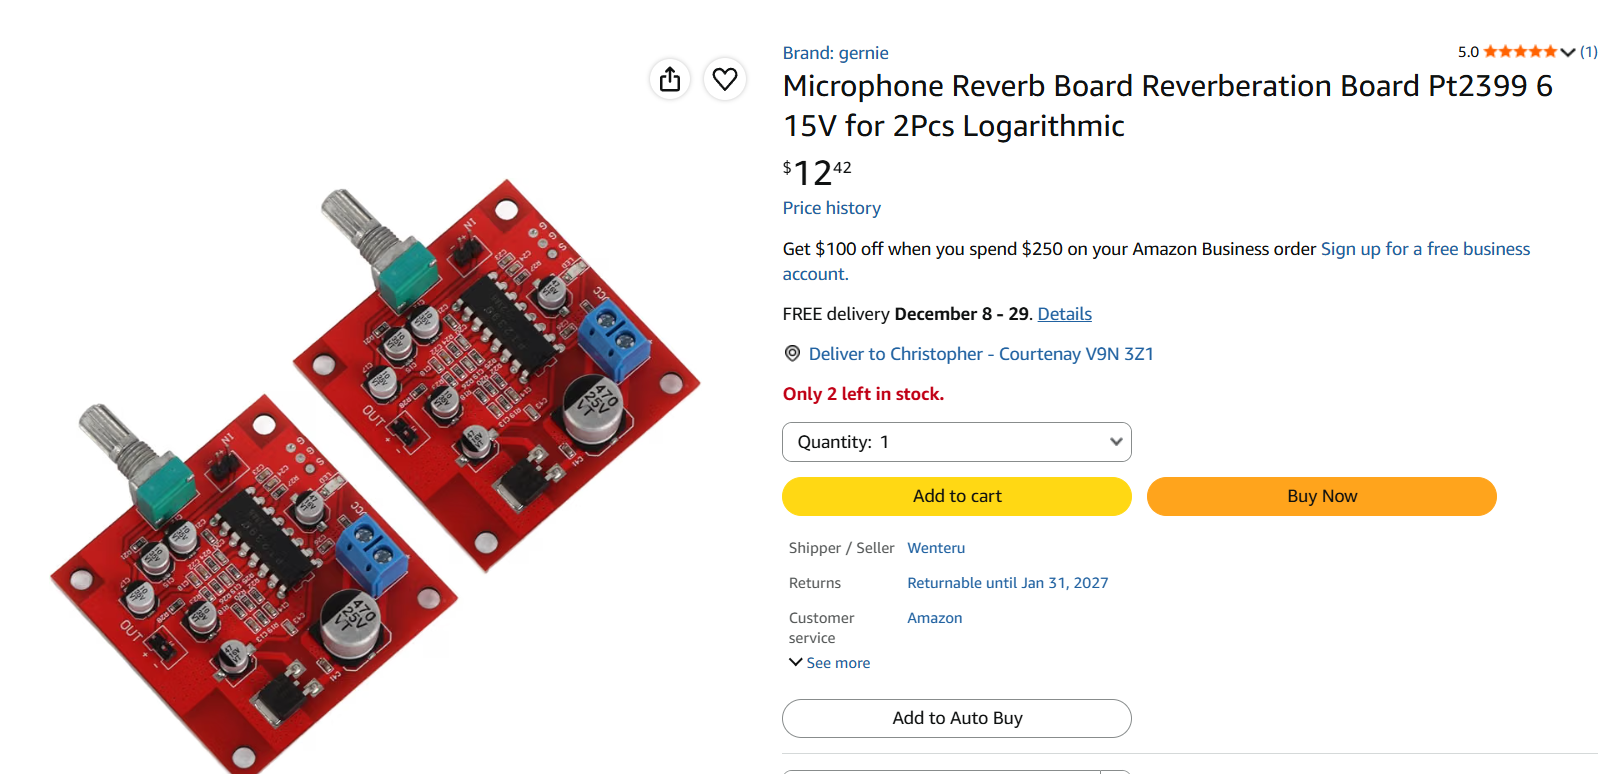 Brand: gernie
5.0 (1)
Microphone Reverb Board Reverberation Board Pt2399 6
15V for 2Pcs Logarithmic
$12.42
Price history
Get $100 off when you spend $250 on your Amazon Business order Sign up for a free business
account.
FREE delivery December 8 - 29. Details
Deliver to Christopher - Courtenay V9N 3Z1
Only 2 left in stock.
Quantity: 1
Add to cart
Buy Now
Shipper / Seller Wenteru
Returns Returnable until Jan 31, 2027
Customer
service
Amazon
See more
Add to Auto Buy
IN
G
G
S
LED
VCC
OUT
+
-
470
25V
VT
IN
G
G
S
LED
VCC
OUT
+
-
470
25V
VT